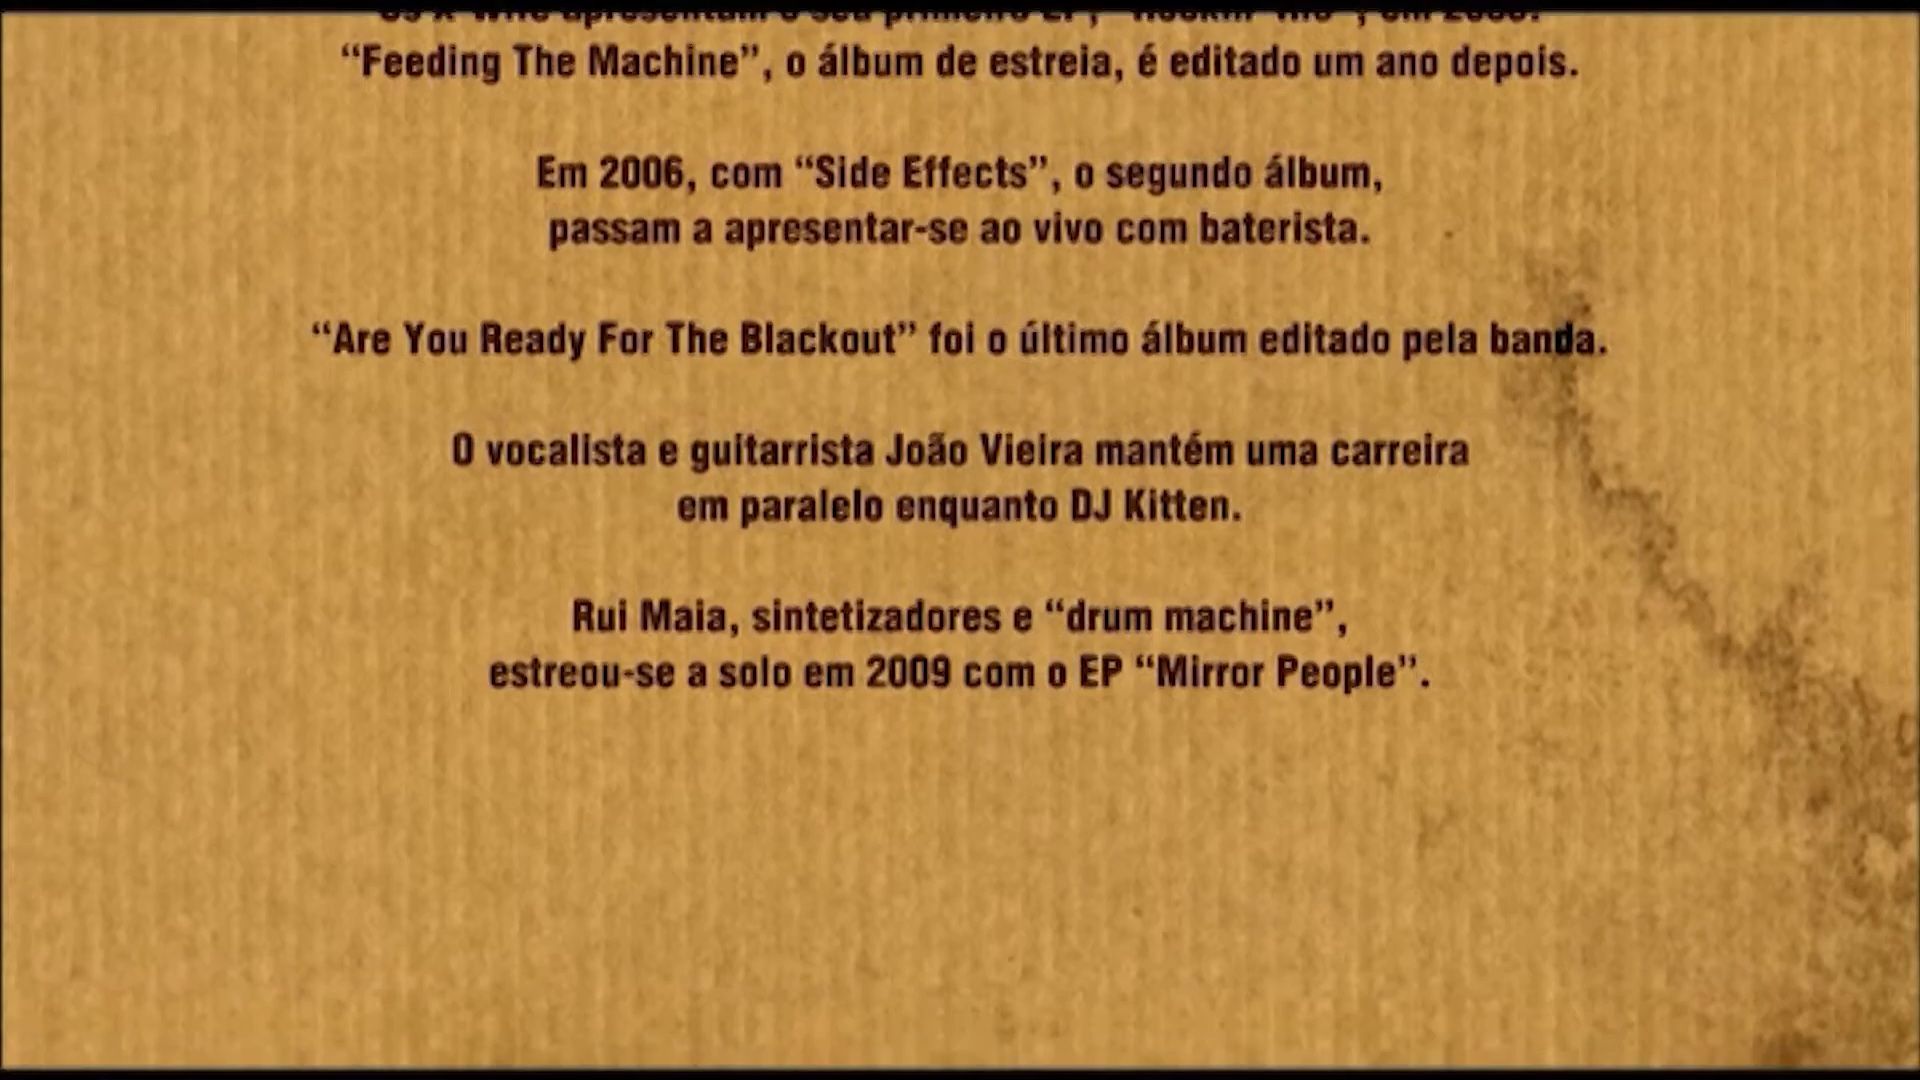 “Feeding The Machine”, o álbum de estreia, é editado um ano depois.
Em 2006, com “Side Effects”, o segundo álbum,
passam a apresentar-se ao vivo com baterista.
“Are You Ready For The Blackout” foi o último álbum editado pela banda.
O vocalista e guitarrista João Vieira mantém uma carreira
em paralelo enquanto DJ Kitten.
Rui Maia, sintetizadores e “drum machine”,
estreou-se a solo em 2009 com o EP “Mirror People”.